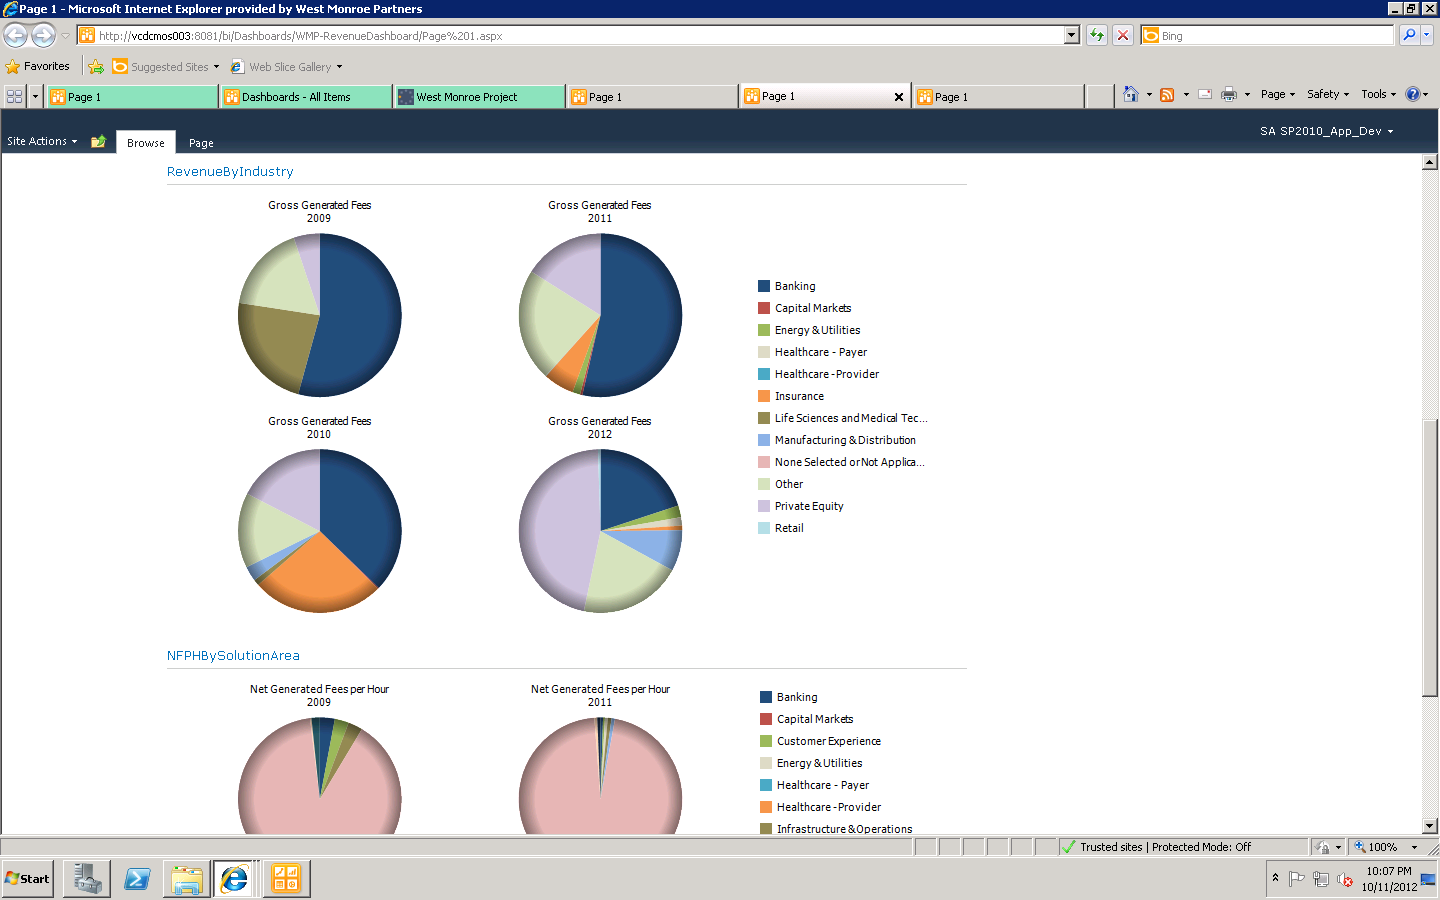 Page 1 - Microsoft Internet Explorer provided by West Monroe Partners
http://vcdcmos003:8081/bi/Dashboards/WMP-RevenueDashboard/Page%201.aspx
Bing
Favorites
Suggested Sites
Web Slice Gallery
Page 1
Dashboards - All Items
West Monroe Project
Page 1
Page 1
Page 1
Page
Safety
Tools
Site Actions
Browse
Page
SA SP2010_App_Dev
RevenueByIndustry
Gross Generated Fees
2009
Gross Generated Fees
2011
Gross Generated Fees
2010
Gross Generated Fees
2012
Banking
Capital Markets
Energy & Utilities
Healthcare - Payer
Healthcare - Provider
Insurance
Life Sciences and Medical Tec...
Manufacturing & Distribution
None Selected or Not Applica...
Other
Private Equity
Retail
NFPHBySolutionArea
Net Generated Fees per Hour
2009
Net Generated Fees per Hour
2011
Banking
Capital Markets
Customer Experience
Energy & Utilities
Healthcare - Payer
Healthcare - Provider
Infrastructure & Operations
Trusted sites | Protected Mode: Off
100%
Start
10:07 PM
10/11/2012